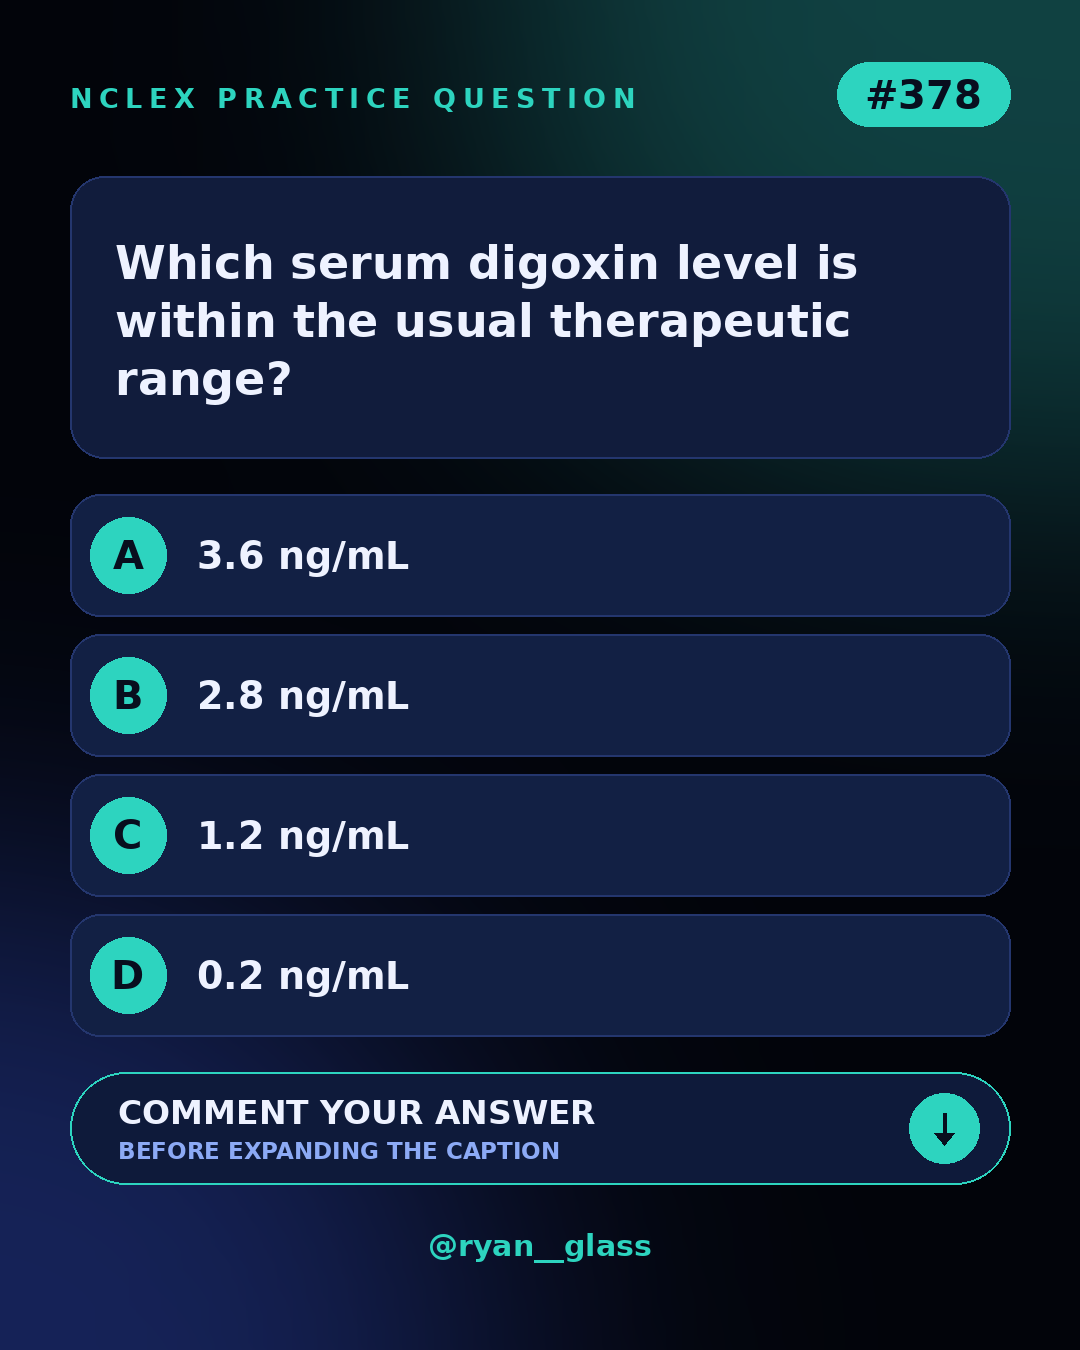 NCLEX PRACTICE QUESTION
#378
Which serum digoxin level is
within the usual therapeutic
range?
A 3.6 ng/mL
B 2.8 ng/mL
C 1.2 ng/mL
D 0.2 ng/mL
COMMENT YOUR ANSWER
BEFORE EXPANDING THE CAPTION
@ryan__glass